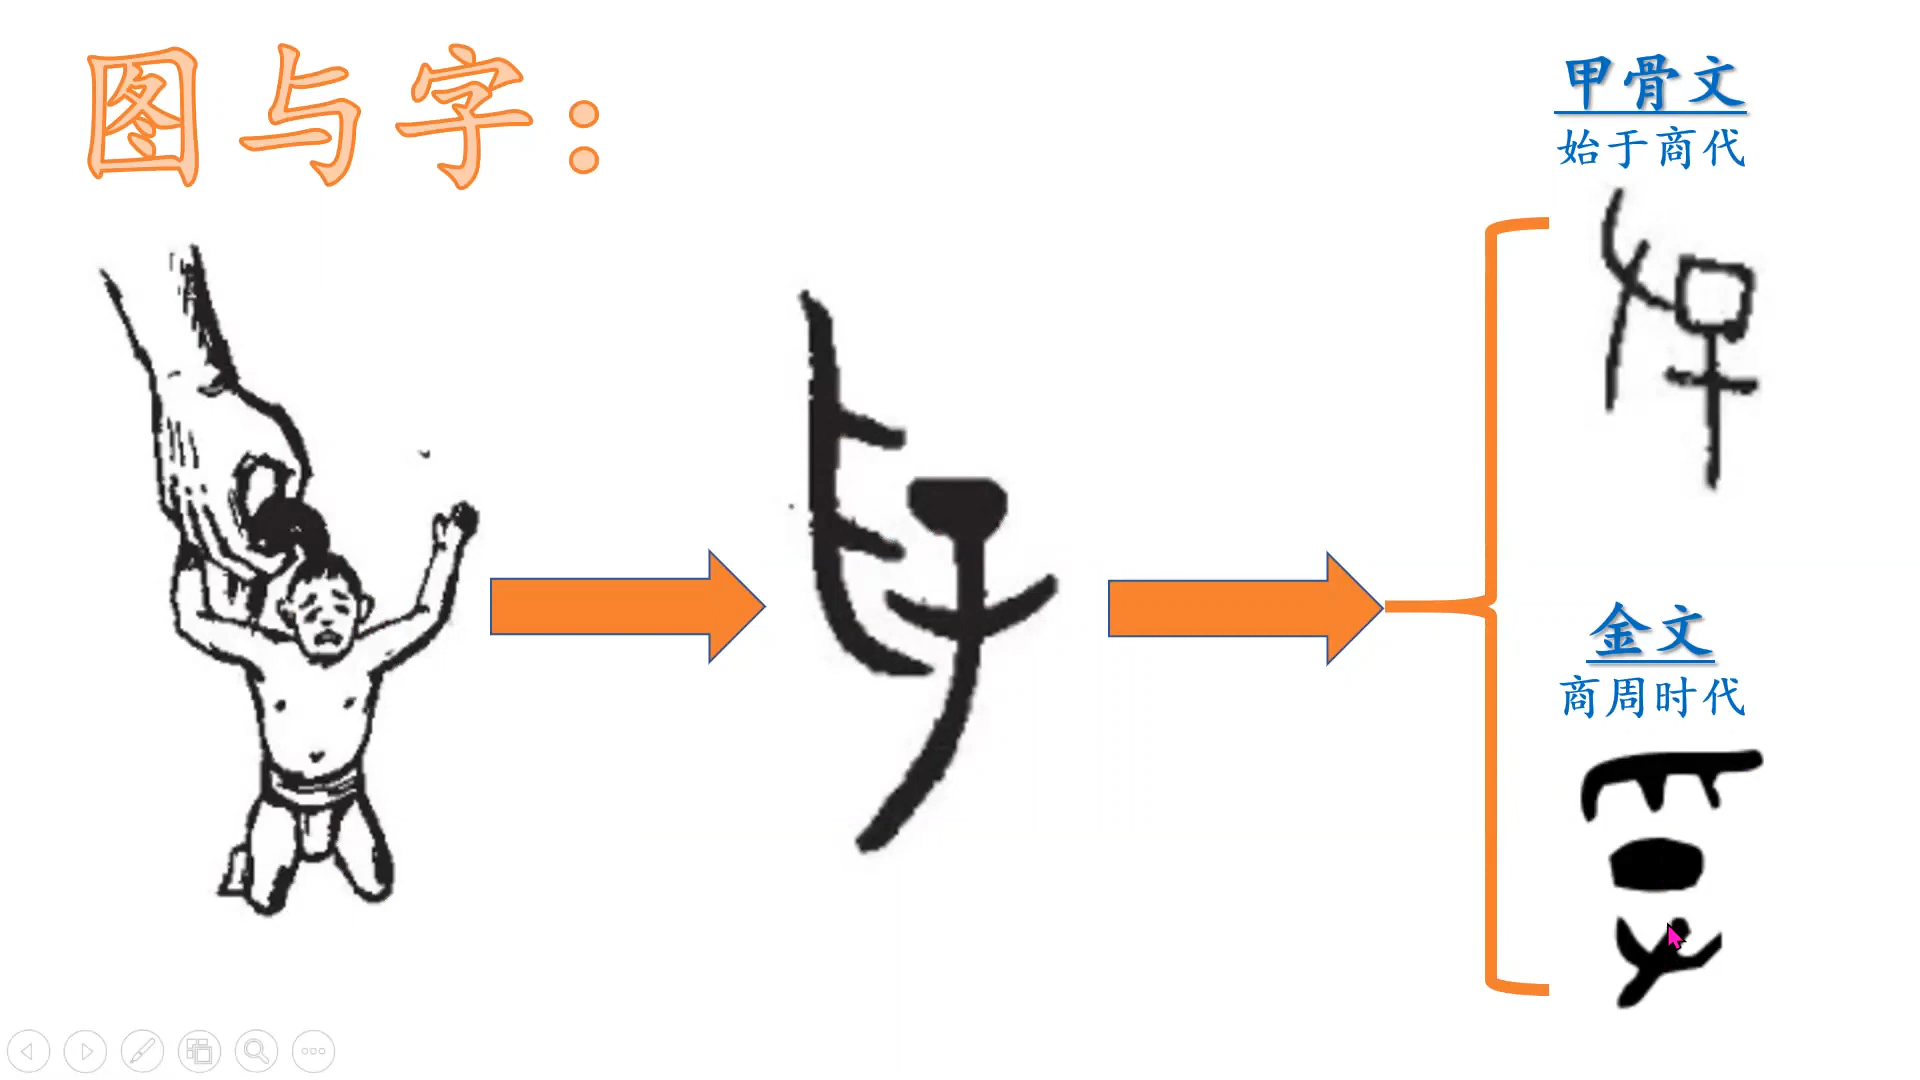 图与字：
甲骨文
始于商代
金文
商周时代